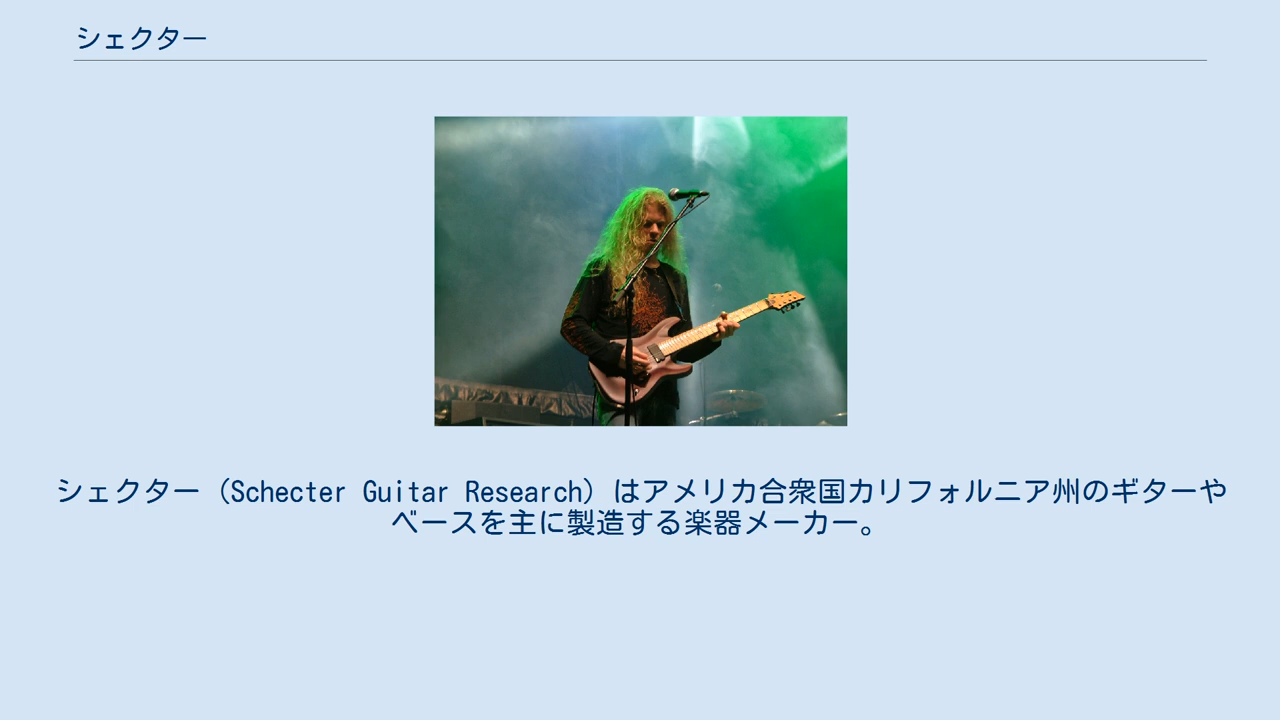 シェクター
シェクター（Schecter Guitar Research）はアメリカ合衆国カリフォルニア州のギターや
ベースを主に製造する楽器メーカー。